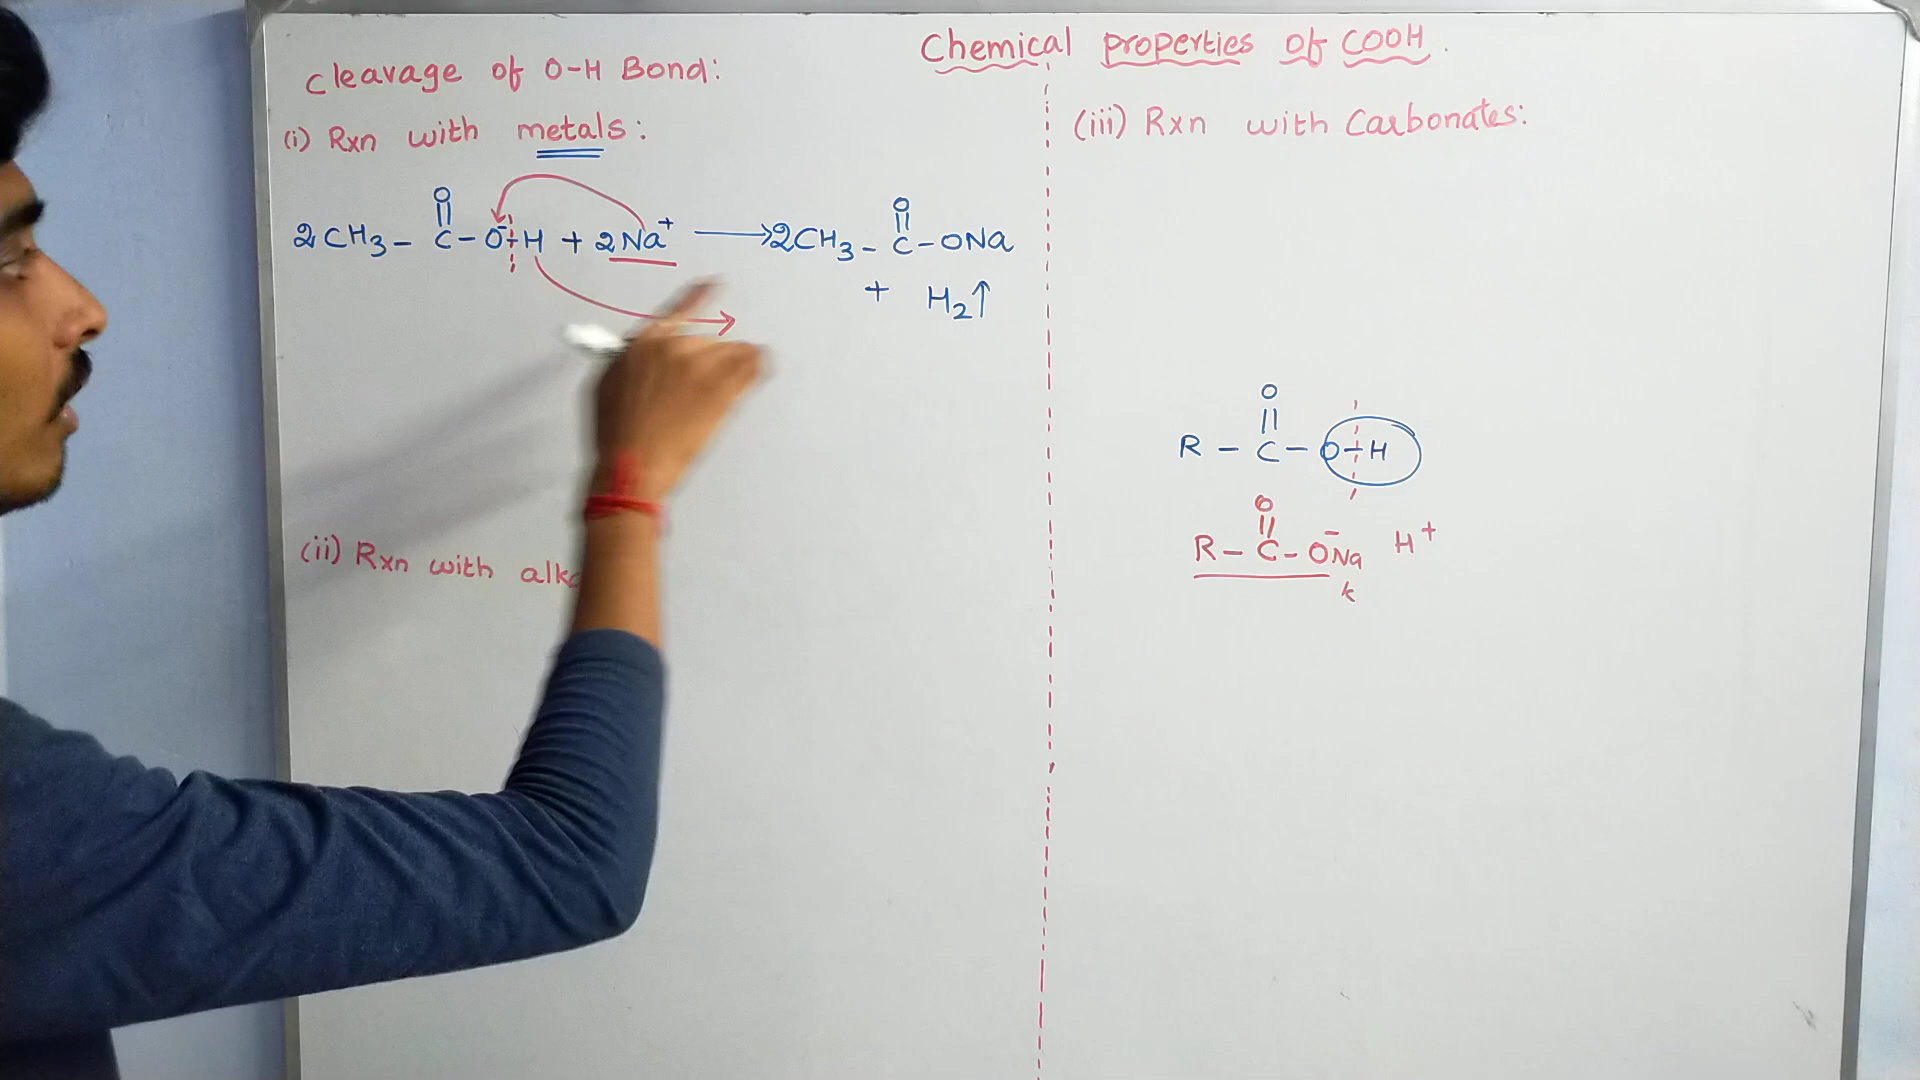 Chemical properties of COOH.
Cleavage of O-H Bond:
(i) Rxn with metals:
O O
|| ||
2CH3 - C - O⁻-H + 2Na⁺ → 2CH3 - C - ONa
+ H2↑
(ii) Rxn with
(iii) Rxn with Carbonates:
O
||
R - C - O-H
O
||
R - C - O⁻Na H⁺
K